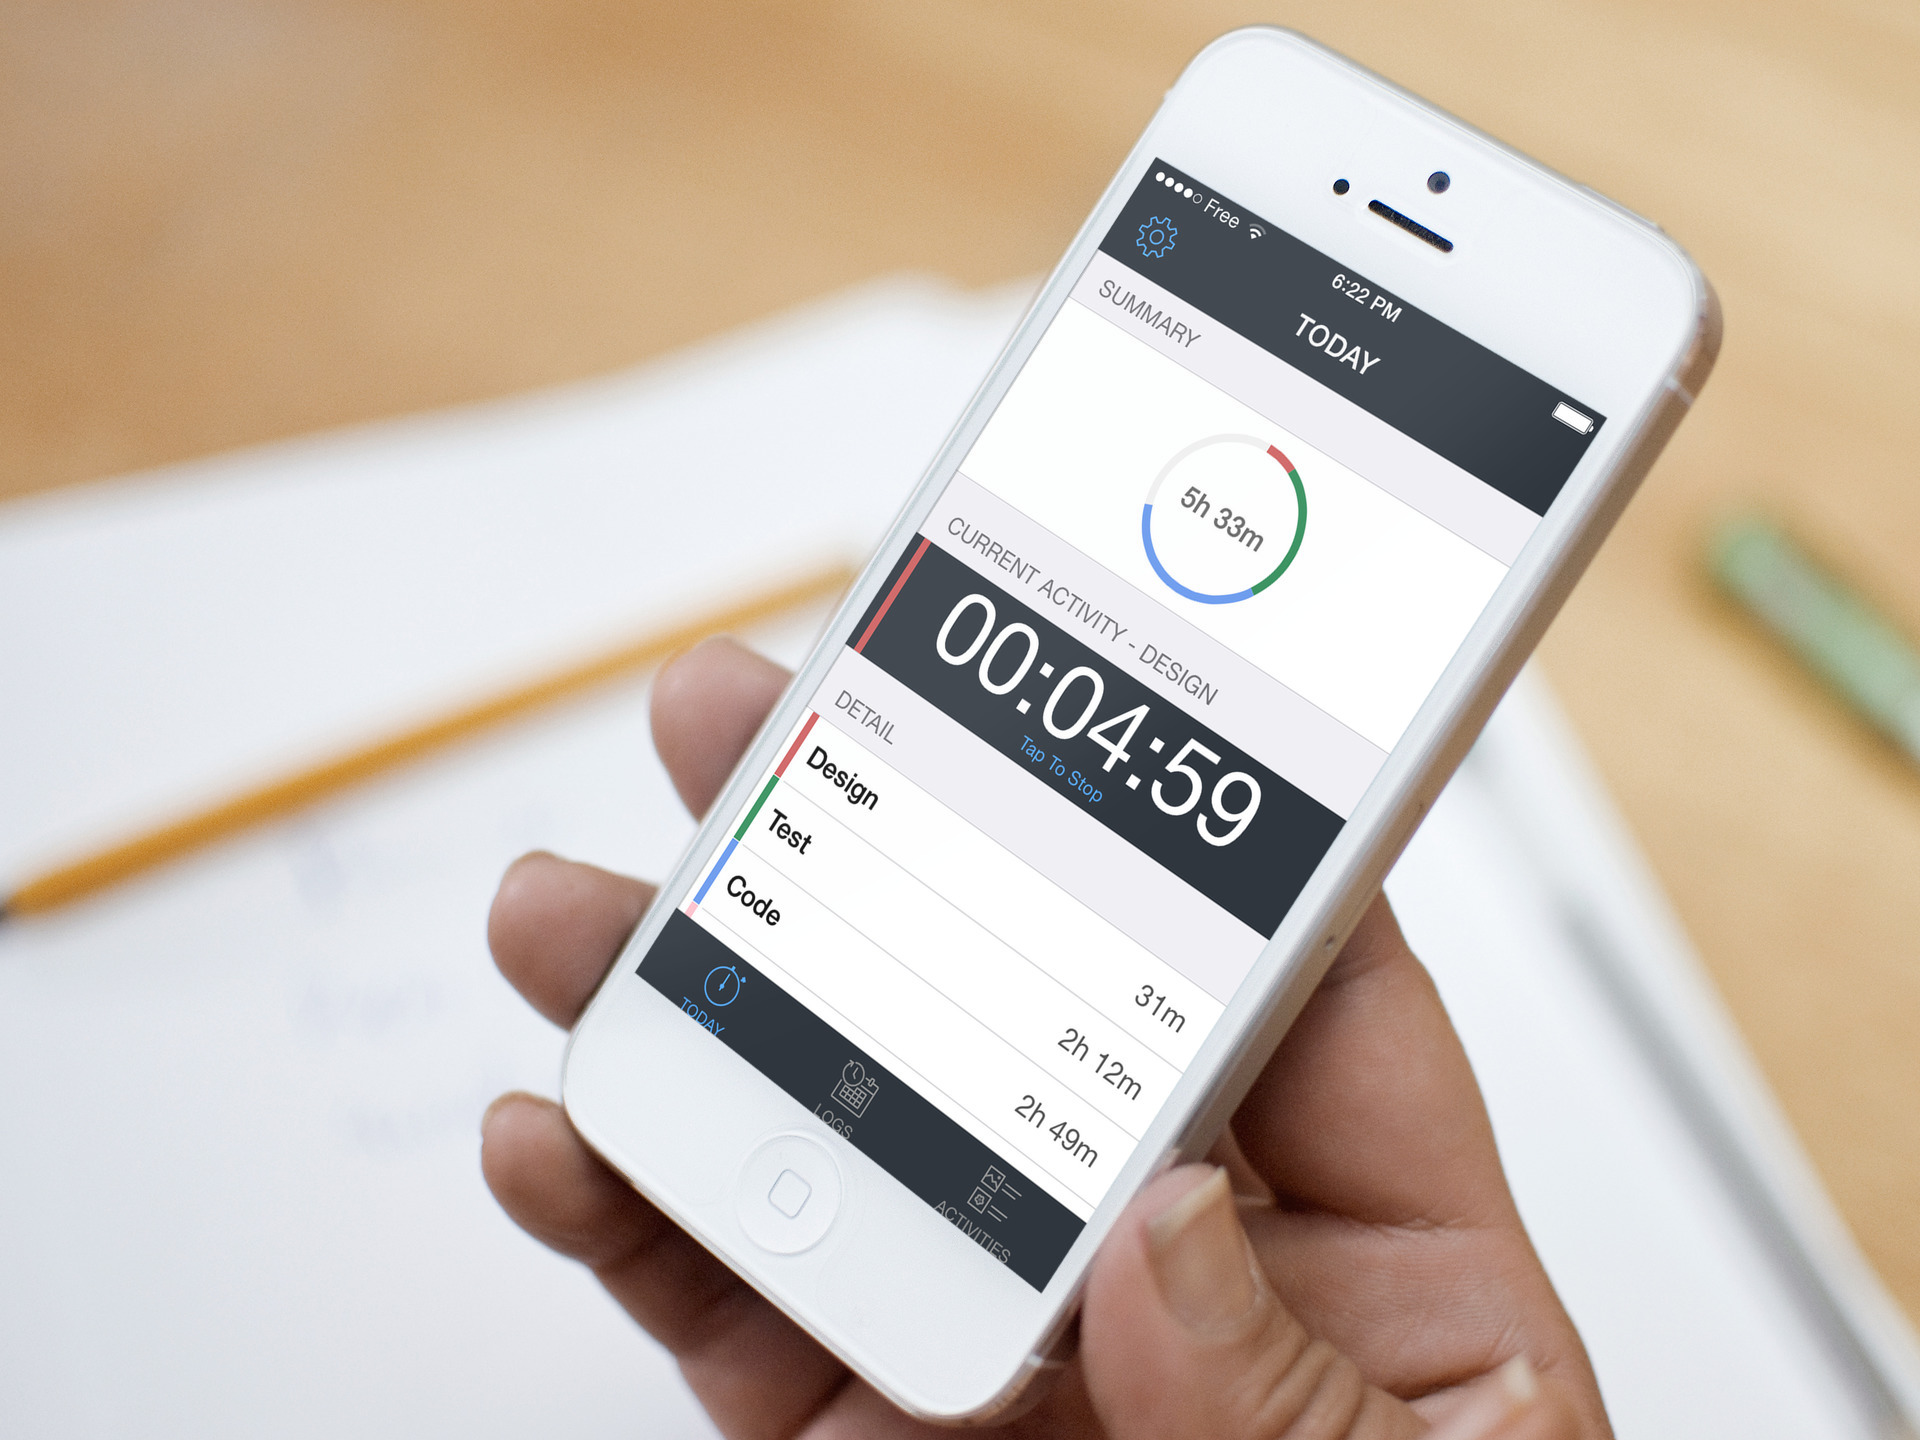 Free
6:22 PM
TODAY
SUMMARY
5h 33m
CURRENT ACTIVITY - DESIGN
00:04:59
Tap To Stop
DETAIL
Design 31m
Test 2h 12m
Code 2h 49m
TODAY
LOGS
ACTIVITIES